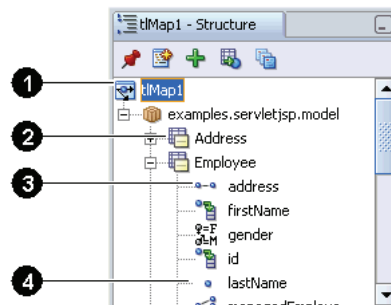 tlMap1 - Structure
1
tlMap1
examples.servletjsp.model
2
Address
Employee
3
address
firstName
♀=F
♂=M
gender
id
4
lastName